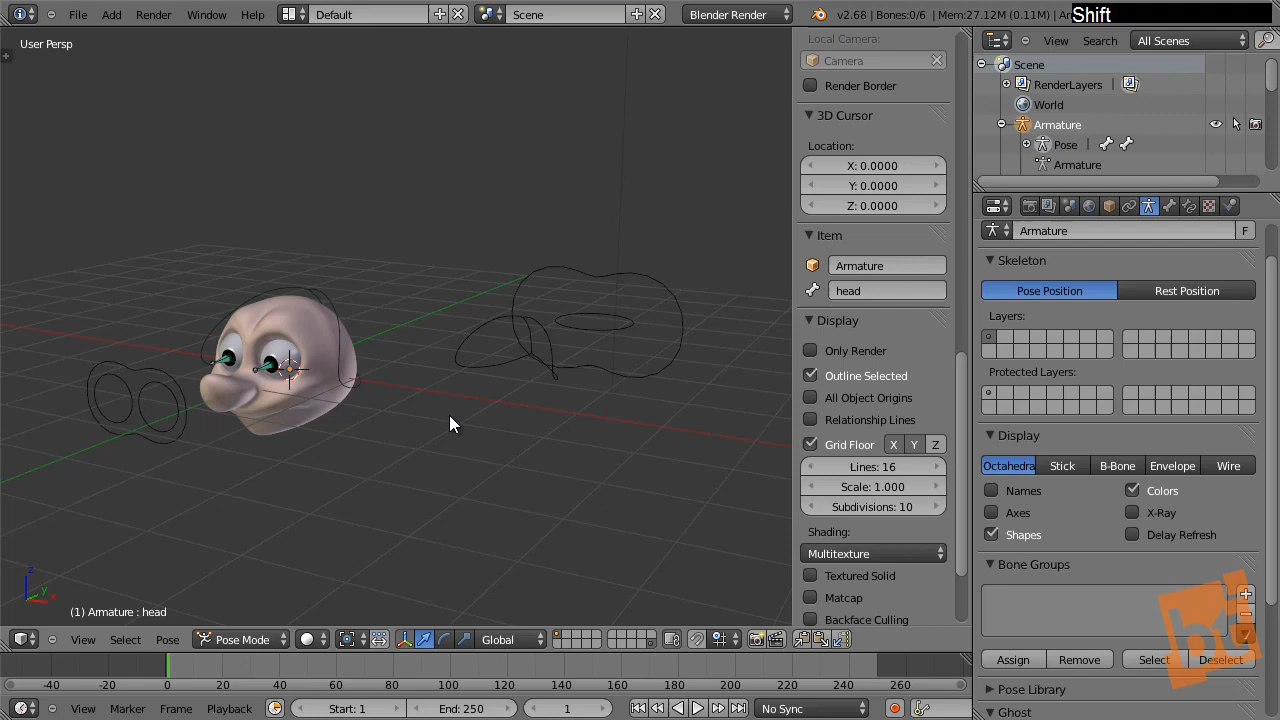 File Add Render Window Help Default Scene Blender Render v2.68 | Bones:0/6 | Mem:27.12M (0.11M) | Ar
Shift
User Persp
Local Camera:
Camera
Render Border
3D Cursor
Location:
X: 0.0000
Y: 0.0000
Z: 0.0000
Item
Armature
head
Display
Only Render
Outline Selected
All Object Origins
Relationship Lines
Grid Floor X Y Z
Lines: 16
Scale: 1.000
Subdivisions: 10
Shading:
Multitexture
Textured Solid
Matcap
Backface Culling
View Search All Scenes
Scene
RenderLayers |
World
Armature
Pose |
Armature
Armature F
Skeleton
Pose Position Rest Position
Layers:
Protected Layers:
Display
Octahedra Stick B-Bone Envelope Wire
Names Colors
Axes X-Ray
Shapes Delay Refresh
Bone Groups
Assign Remove Select Deselect
Pose Library
Ghost
z
y
x
(1) Armature : head
View Select Pose Pose Mode Global
-40 -20 0 20 40 60 80 100 120 140 160 180 200 220 240 260
View Marker Frame Playback Start: 1 End: 250 1 No Sync